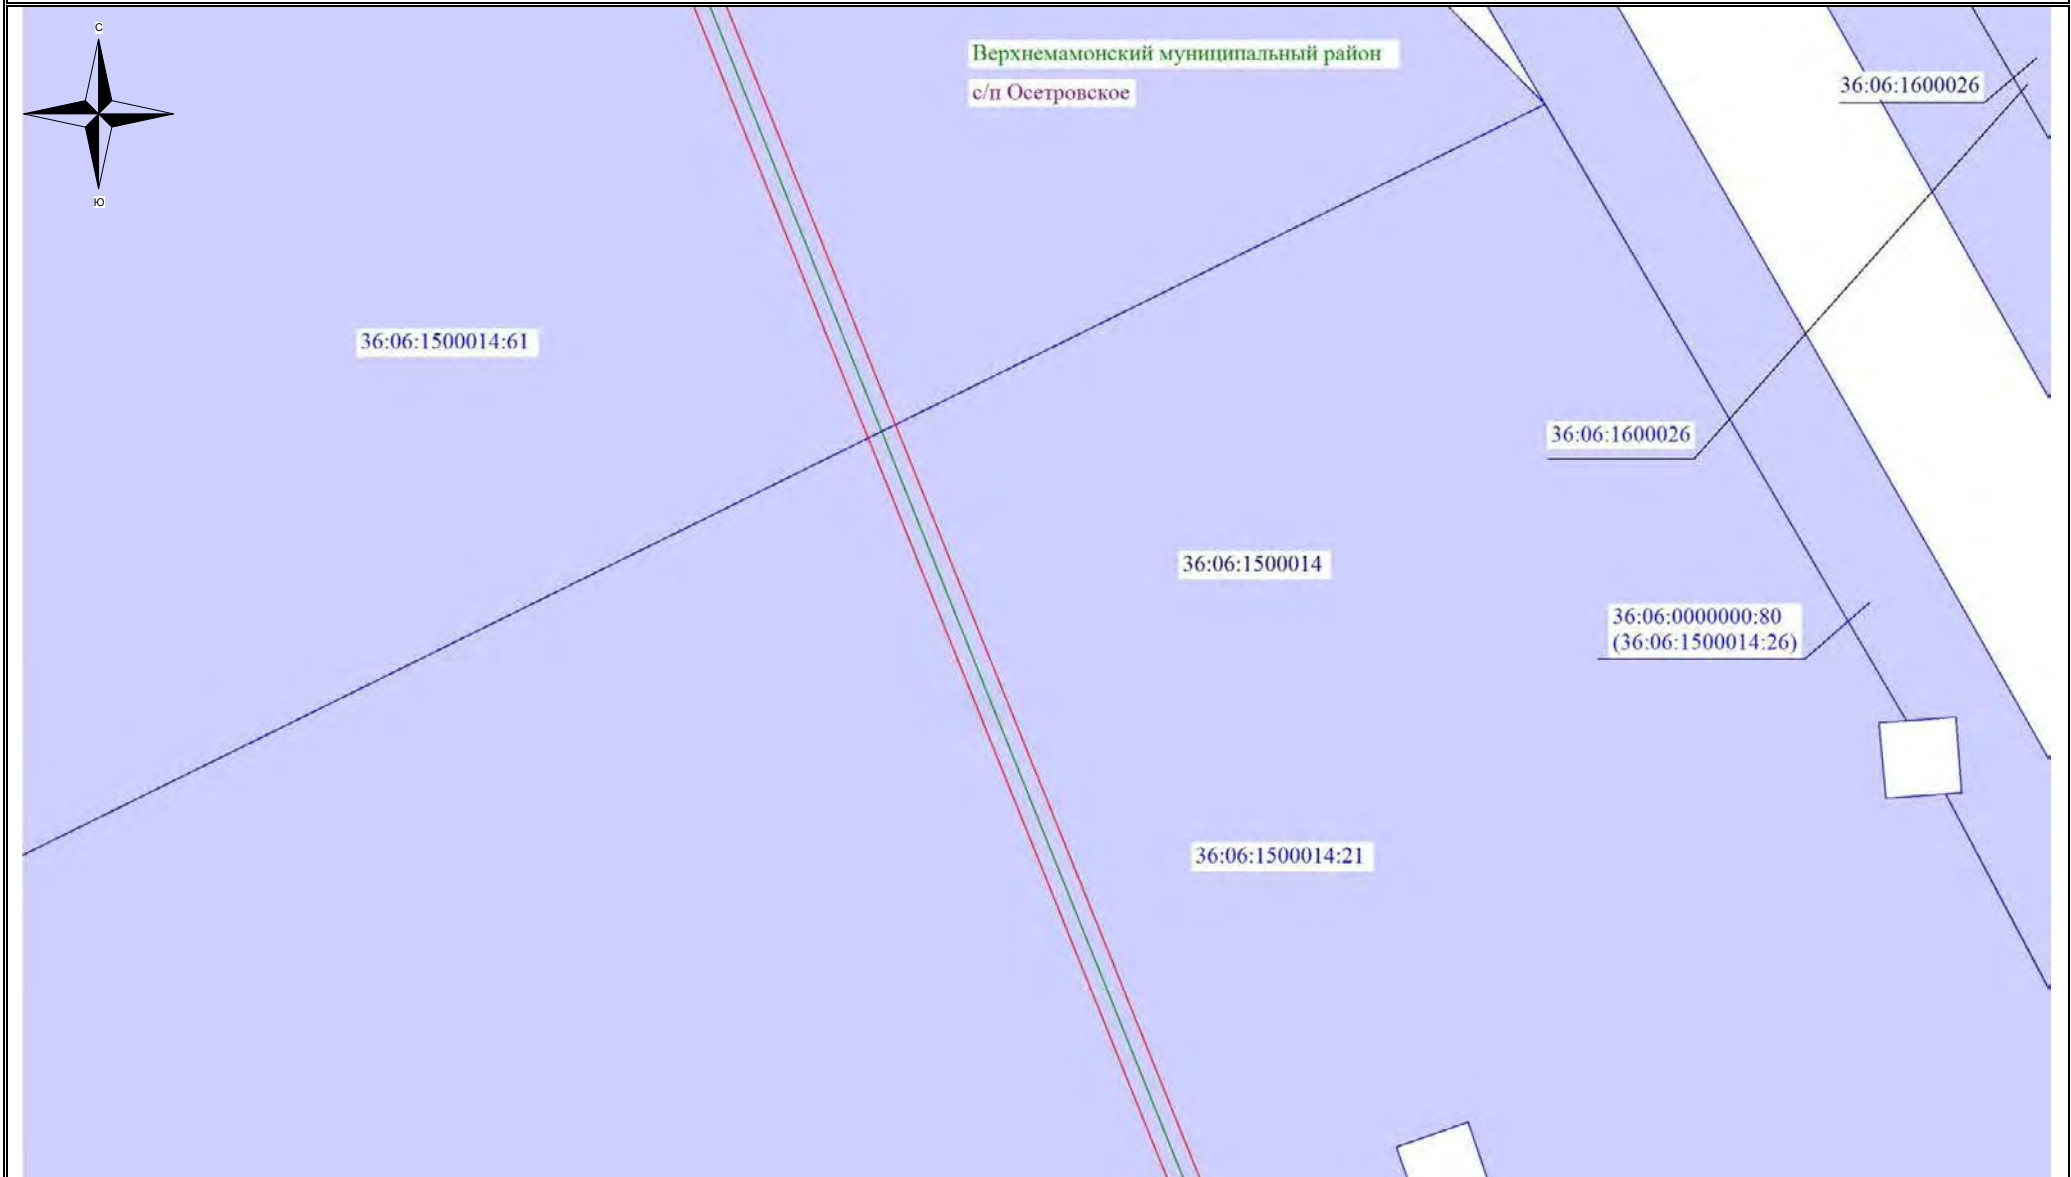 С
Ю
Верхнемамонский муниципальный район
с/п Осетровское
36:06:1600026
36:06:1500014:61
36:06:1600026
36:06:1500014
36:06:0000000:80
(36:06:1500014:26)
36:06:1500014:21